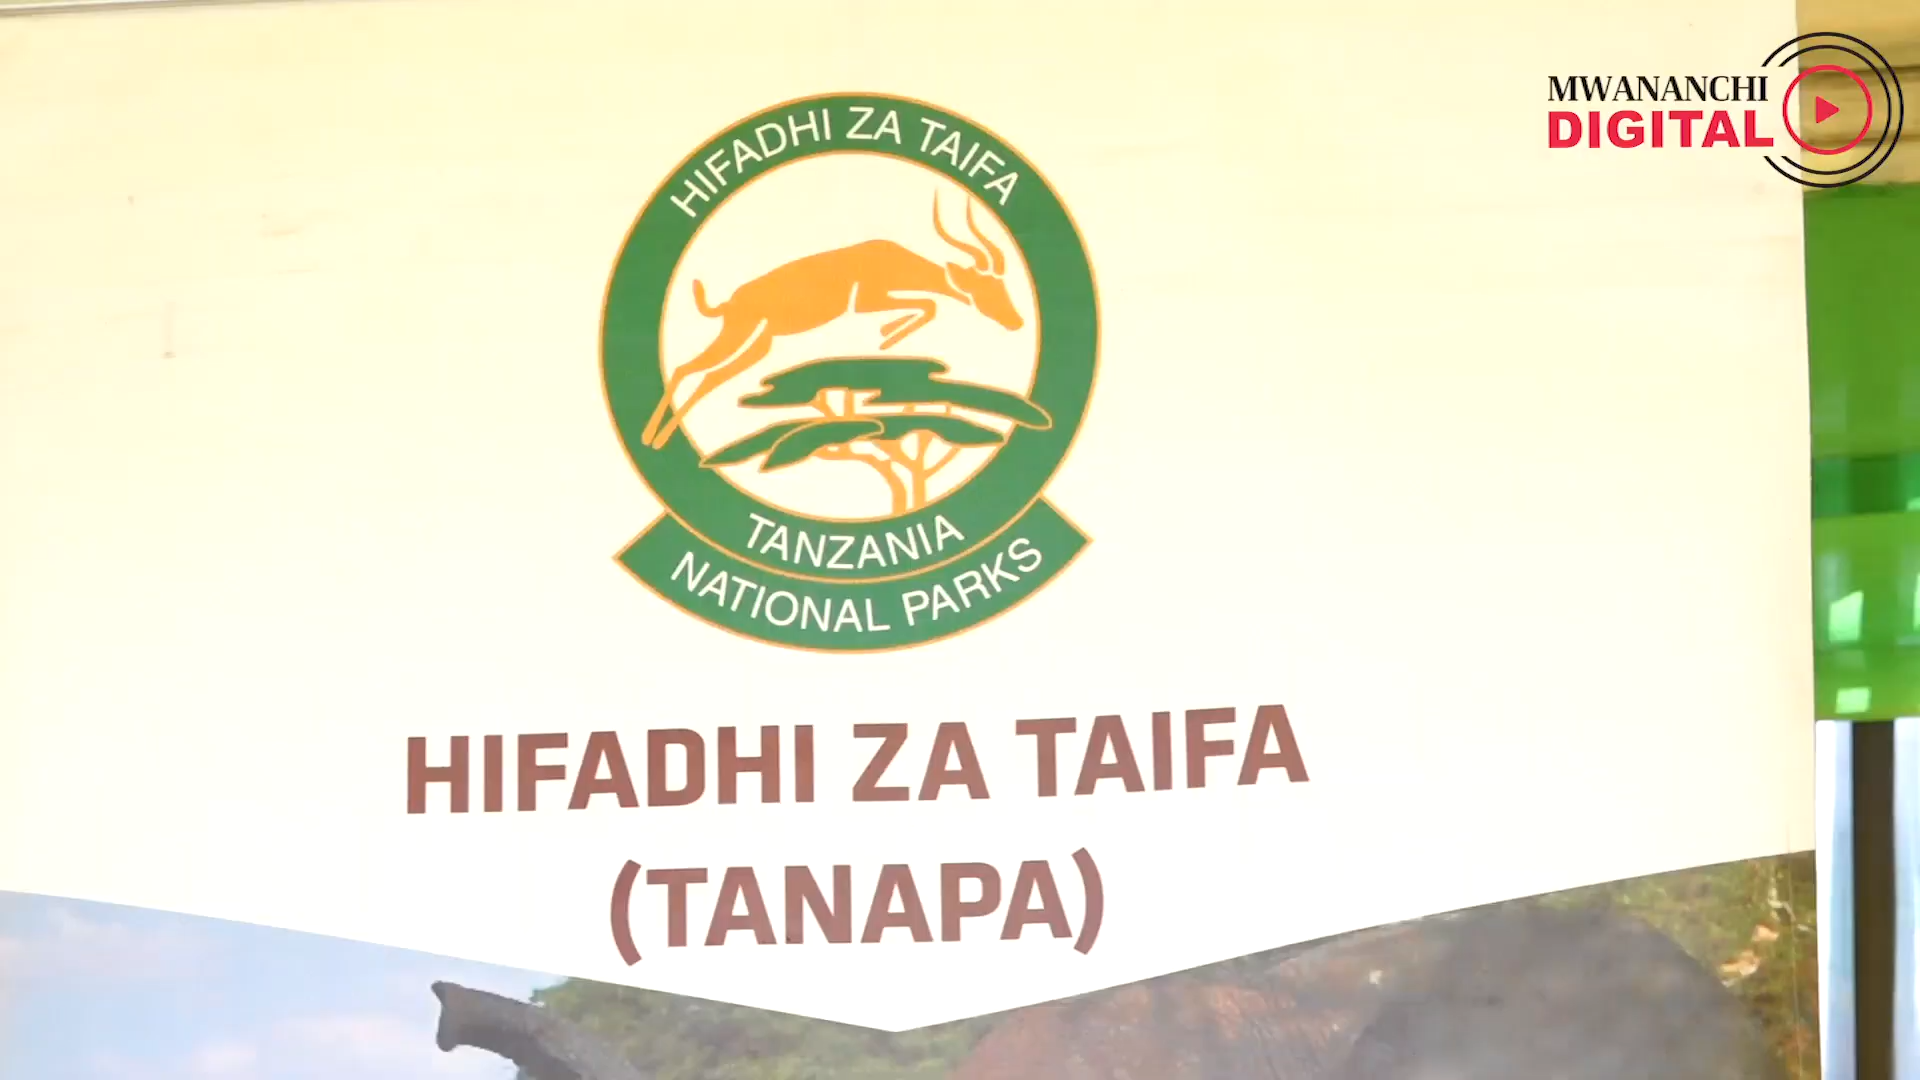 MWANANCHI
DIGITAL
HIFADHI ZA TAIFA
TANZANIA
NATIONAL PARKS
HIFADHI ZA TAIFA
(TANAPA)